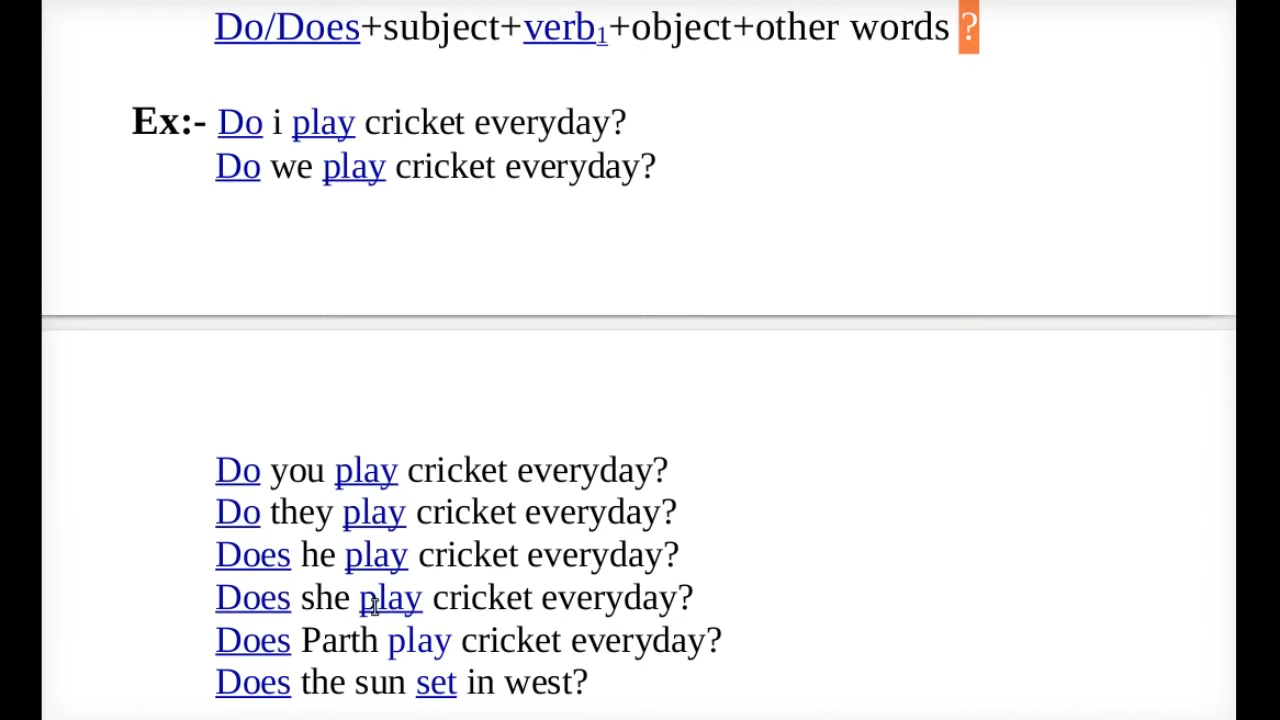 Do/Does+subject+verb₁+object+other words ?
Ex:- Do i play cricket everyday?
Do we play cricket everyday?
Do you play cricket everyday?
Do they play cricket everyday?
Does he play cricket everyday?
Does she play cricket everyday?
Does Parth play cricket everyday?
Does the sun set in west?